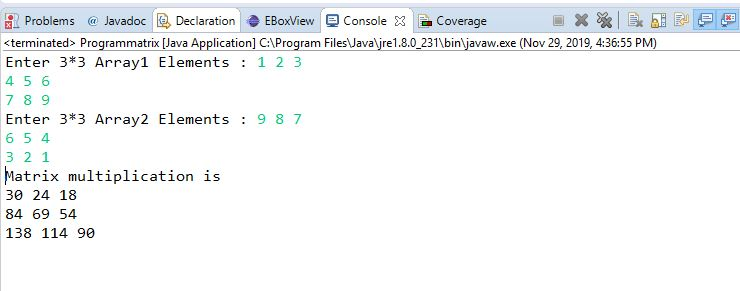 Problems @ Javadoc Declaration EBoxView Console Coverage
<terminated> Programmatrix [Java Application] C:\Program Files\Java\jre1.8.0_231\bin\javaw.exe (Nov 29, 2019, 4:36:55 PM)
Enter 3*3 Array1 Elements : 1 2 3
4 5 6
7 8 9
Enter 3*3 Array2 Elements : 9 8 7
6 5 4
3 2 1
Matrix multiplication is
30 24 18
84 69 54
138 114 90